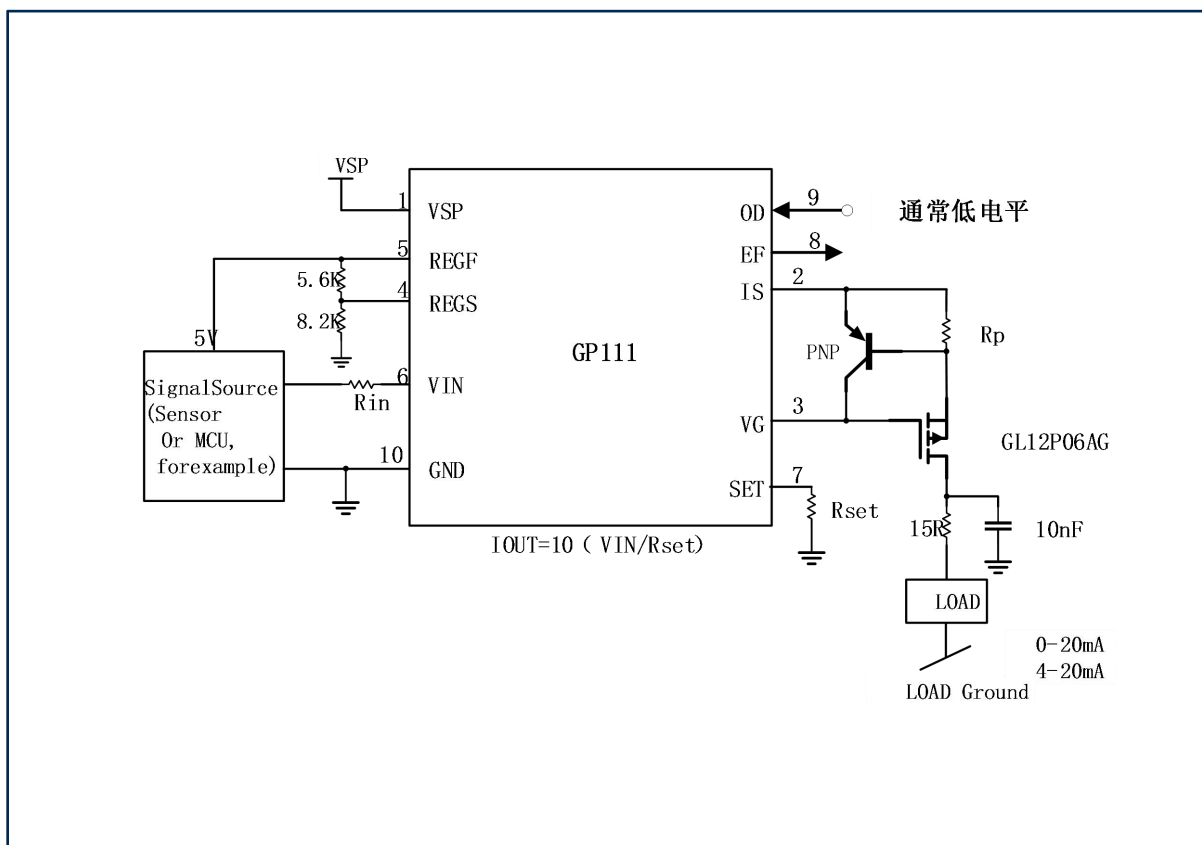 VSP
1
VSP
5
REGF
5.6K
4
REGS
8.2K
5V
SignalSource
(Sensor
Or MCU,
forexample)
6
VIN
Rin
10
GND
GP111
OD
9
通常低电平
EF
8
IS
2
PNP
Rp
VG
3
GL12P06AG
SET
7
Rset
IOUT=10 ( VIN/Rset)
15R
10nF
LOAD
0-20mA
4-20mA
LOAD Ground